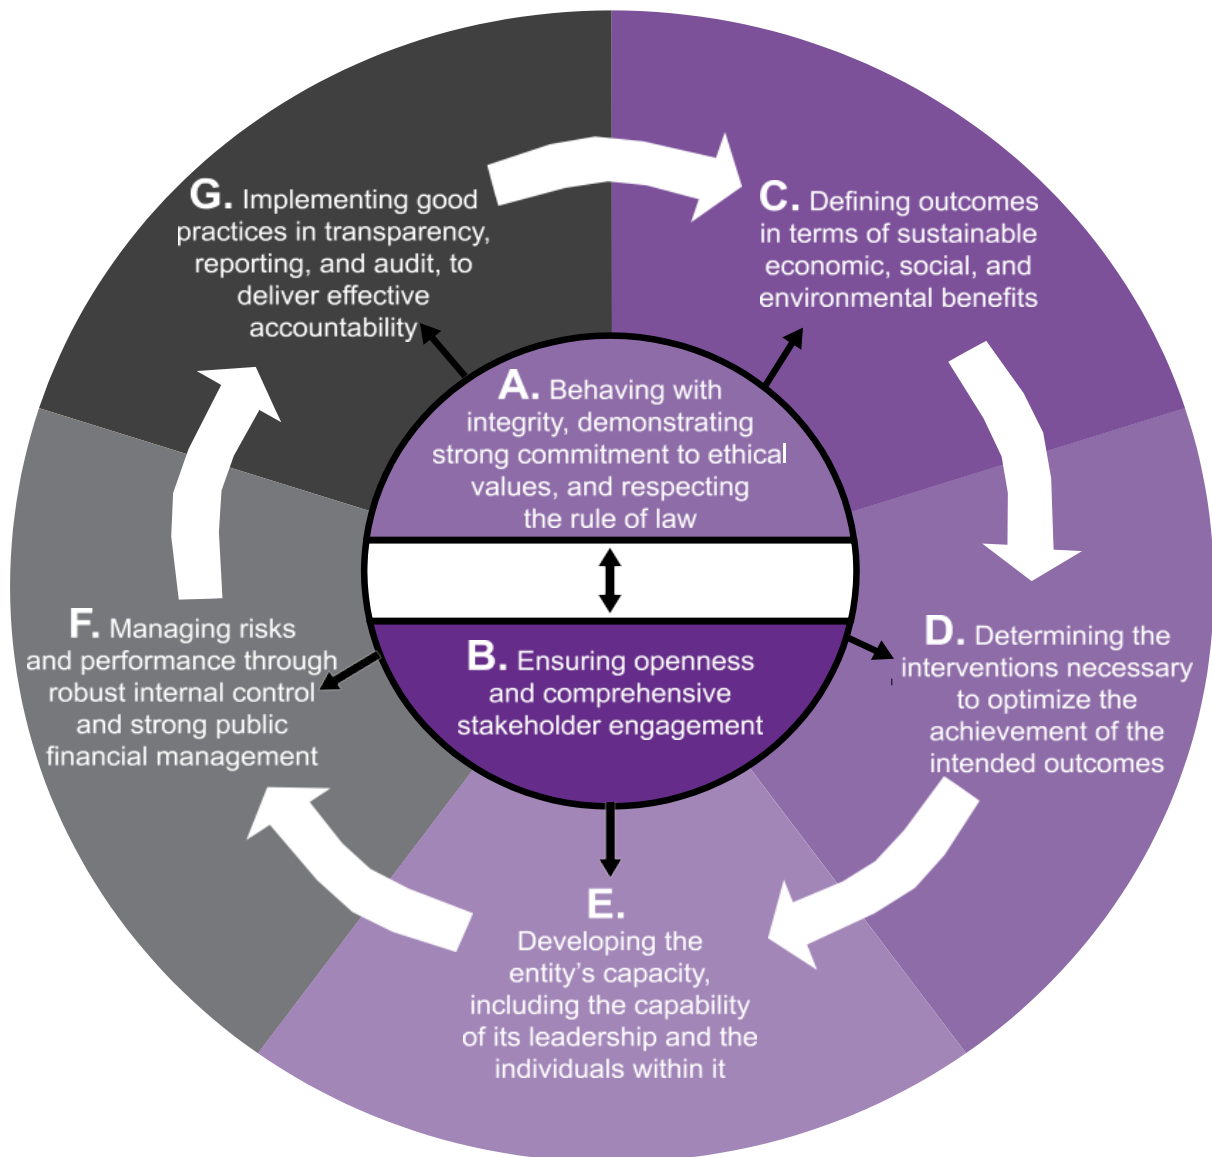 G. Implementing good
practices in transparency,
reporting, and audit, to
deliver effective
accountability
C. Defining outcomes
in terms of sustainable
economic, social, and
environmental benefits
A. Behaving with
integrity, demonstrating
strong commitment to ethical
values, and respecting
the rule of law
B. Ensuring openness
and comprehensive
stakeholder engagement
F. Managing risks
and performance through
robust internal control
and strong public
financial management
D. Determining the
interventions necessary
to optimize the
achievement of the
intended outcomes
E.
Developing the
entity’s capacity,
including the capability
of its leadership and the
individuals within it